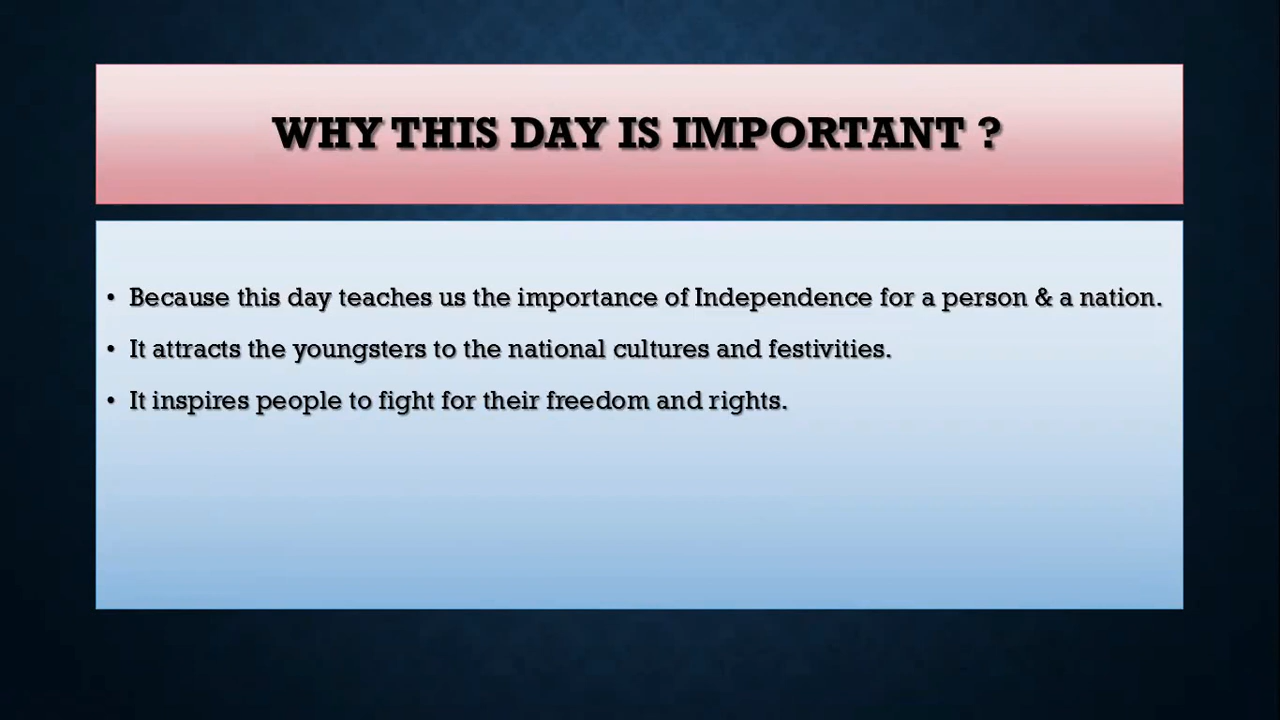 WHY THIS DAY IS IMPORTANT ?
• Because this day teaches us the importance of Independence for a person & a nation.
• It attracts the youngsters to the national cultures and festivities.
• It inspires people to fight for their freedom and rights.